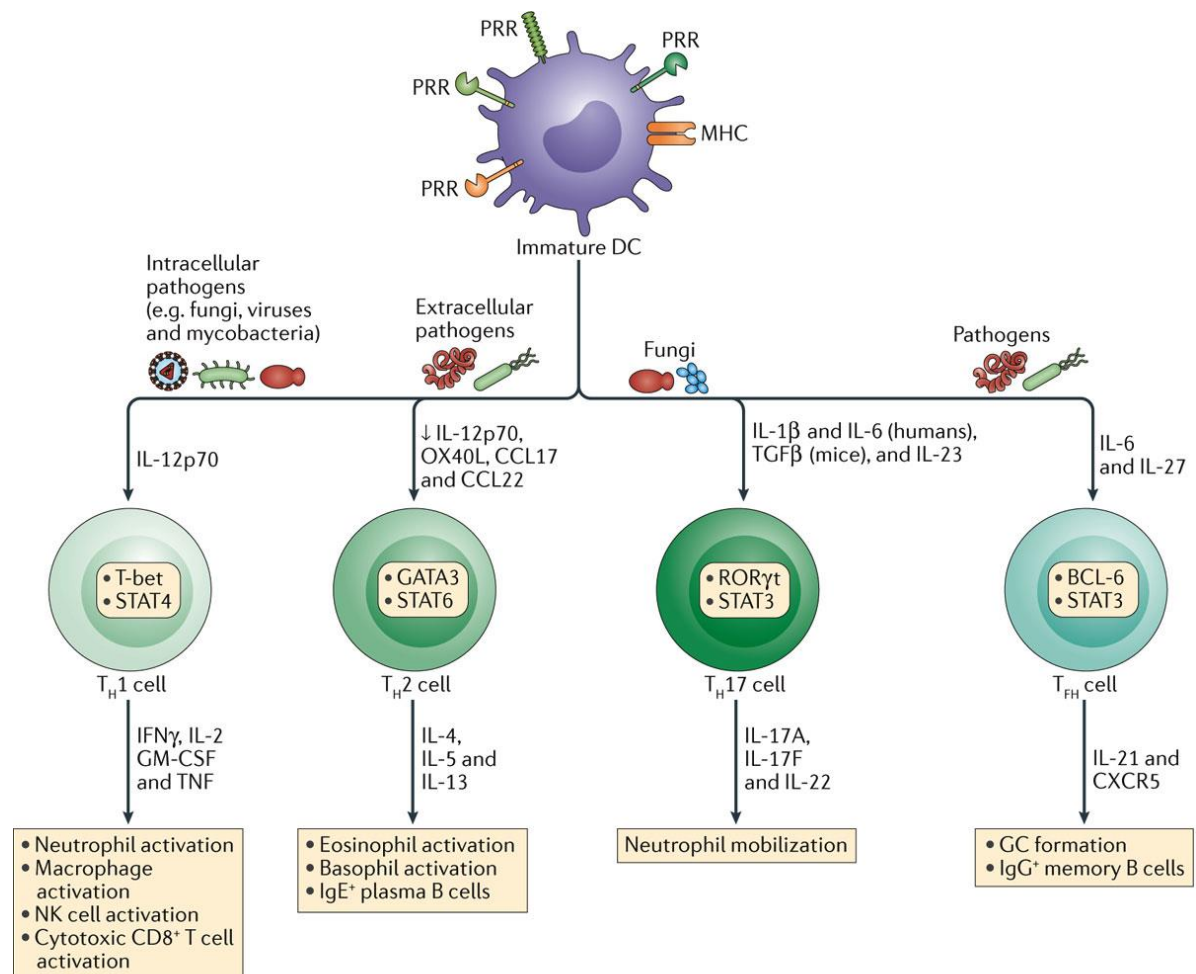 PRR
PRR
PRR
MHC
PRR
Immature DC
Intracellular
pathogens
(e.g. fungi, viruses
and mycobacteria)
Extracellular
pathogens
Fungi
Pathogens
IL-12p70
↓ IL-12p70,
OX40L, CCL17
and CCL22
IL-1β and IL-6 (humans),
TGFβ (mice), and IL-23
IL-6
and IL-27
• T-bet
• STAT4
• GATA3
• STAT6
• RORγt
• STAT3
• BCL-6
• STAT3
TH1 cell
TH2 cell
TH17 cell
TFH cell
IFNγ, IL-2
GM-CSF
and TNF
IL-4,
IL-5 and
IL-13
IL-17A,
IL-17F
and IL-22
IL-21 and
CXCR5
• Neutrophil activation
• Macrophage
activation
• NK cell activation
• Cytotoxic CD8+ T cell
activation
• Eosinophil activation
• Basophil activation
• IgE+ plasma B cells
Neutrophil mobilization
• GC formation
• IgG+ memory B cells